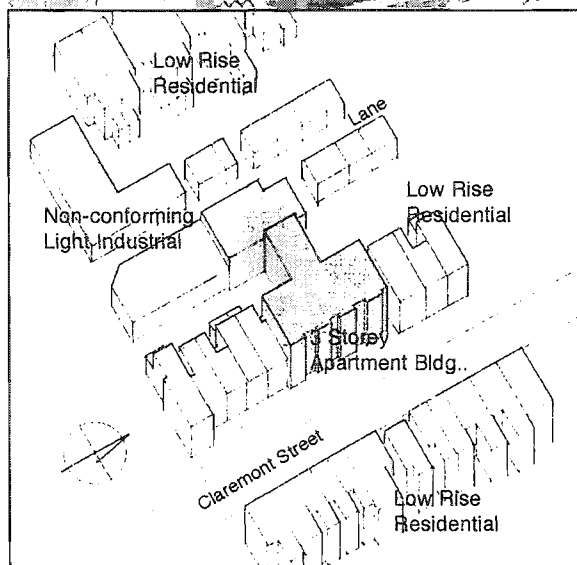 Low Rise
Residential
Lane
Low Rise
Residential
Non-conforming
Light Industrial
3 Storey
Apartment Bldg..
Claremont Street
Low Rise
Residential